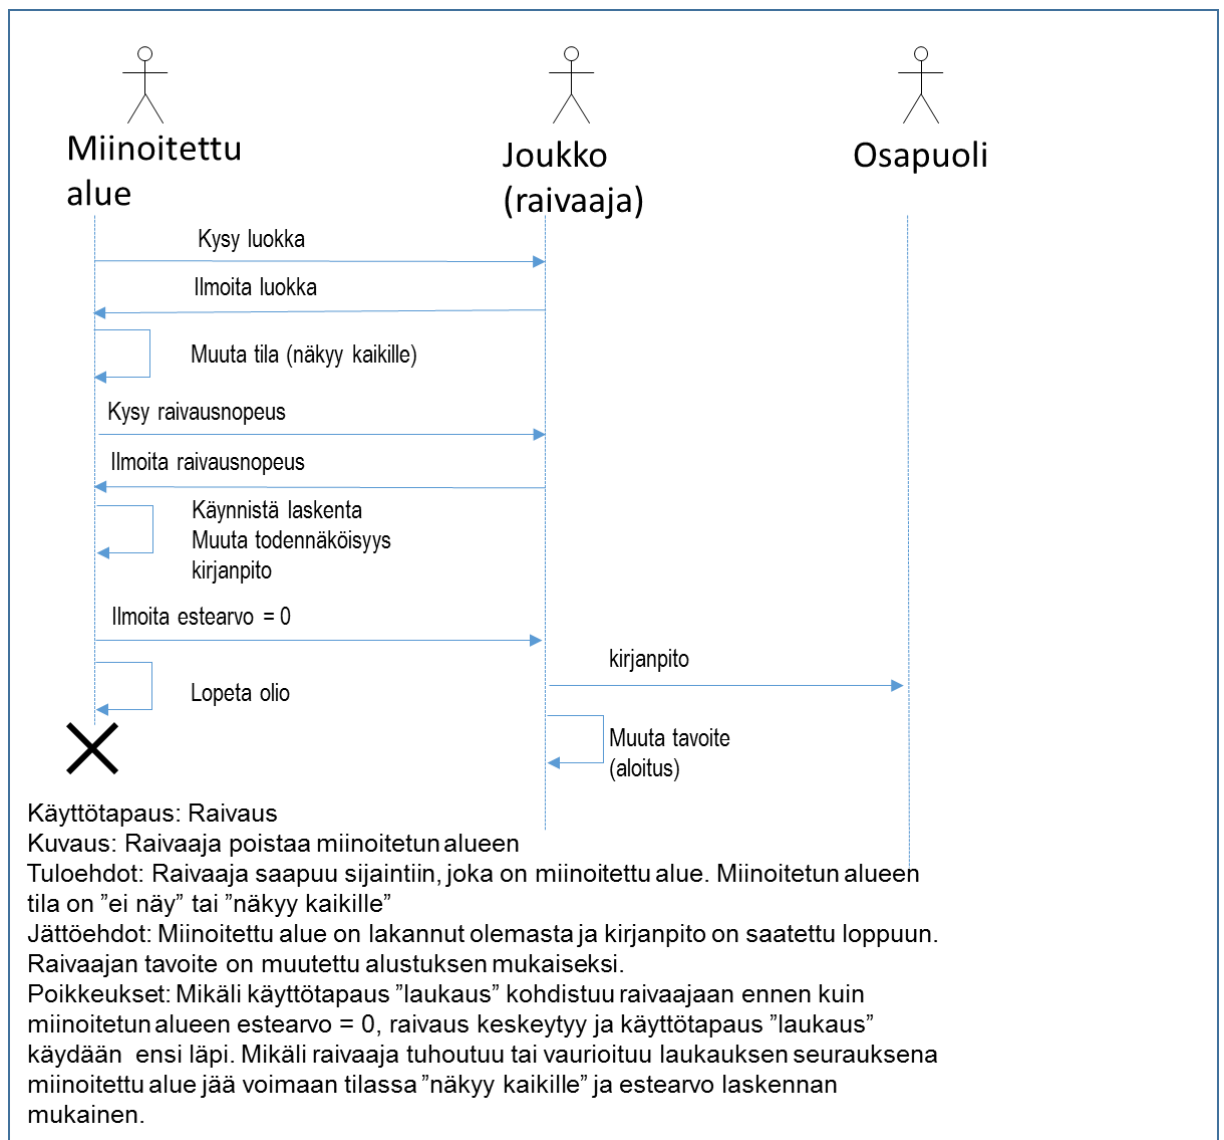 Miinoitettu
alue
Joukko
(raivaaja)
Osapuoli
Kysy luokka
Ilmoita luokka
Muuta tila (näkyy kaikille)
Kysy raivausnopeus
Ilmoita raivausnopeus
Käynnistä laskenta
Muuta todennäköisyys
kirjanpito
Ilmoita estearvo = 0
kirjanpito
Lopeta olio
Muuta tavoite
(aloitus)
Käyttötapaus: Raivaus
Kuvaus: Raivaaja poistaa miinoitetun alueen
Tuloehdot: Raivaaja saapuu sijaintiin, joka on miinoitettu alue. Miinoitetun alueen
tila on ”ei näy” tai ”näkyy kaikille”
Jättöehdot: Miinoitettu alue on lakannut olemasta ja kirjanpito on saatettu loppuun.
Raivaajan tavoite on muutettu alustuksen mukaiseksi.
Poikkeukset: Mikäli käyttötapaus ”laukaus” kohdistuu raivaajaan ennen kuin
miinoitetun alueen estearvo = 0, raivaus keskeytyy ja käyttötapaus ”laukaus”
käydään ensi läpi. Mikäli raivaaja tuhoutuu tai vaurioituu laukauksen seurauksena
miinoitettu alue jää voimaan tilassa ”näkyy kaikille” ja estearvo laskennan
mukainen.